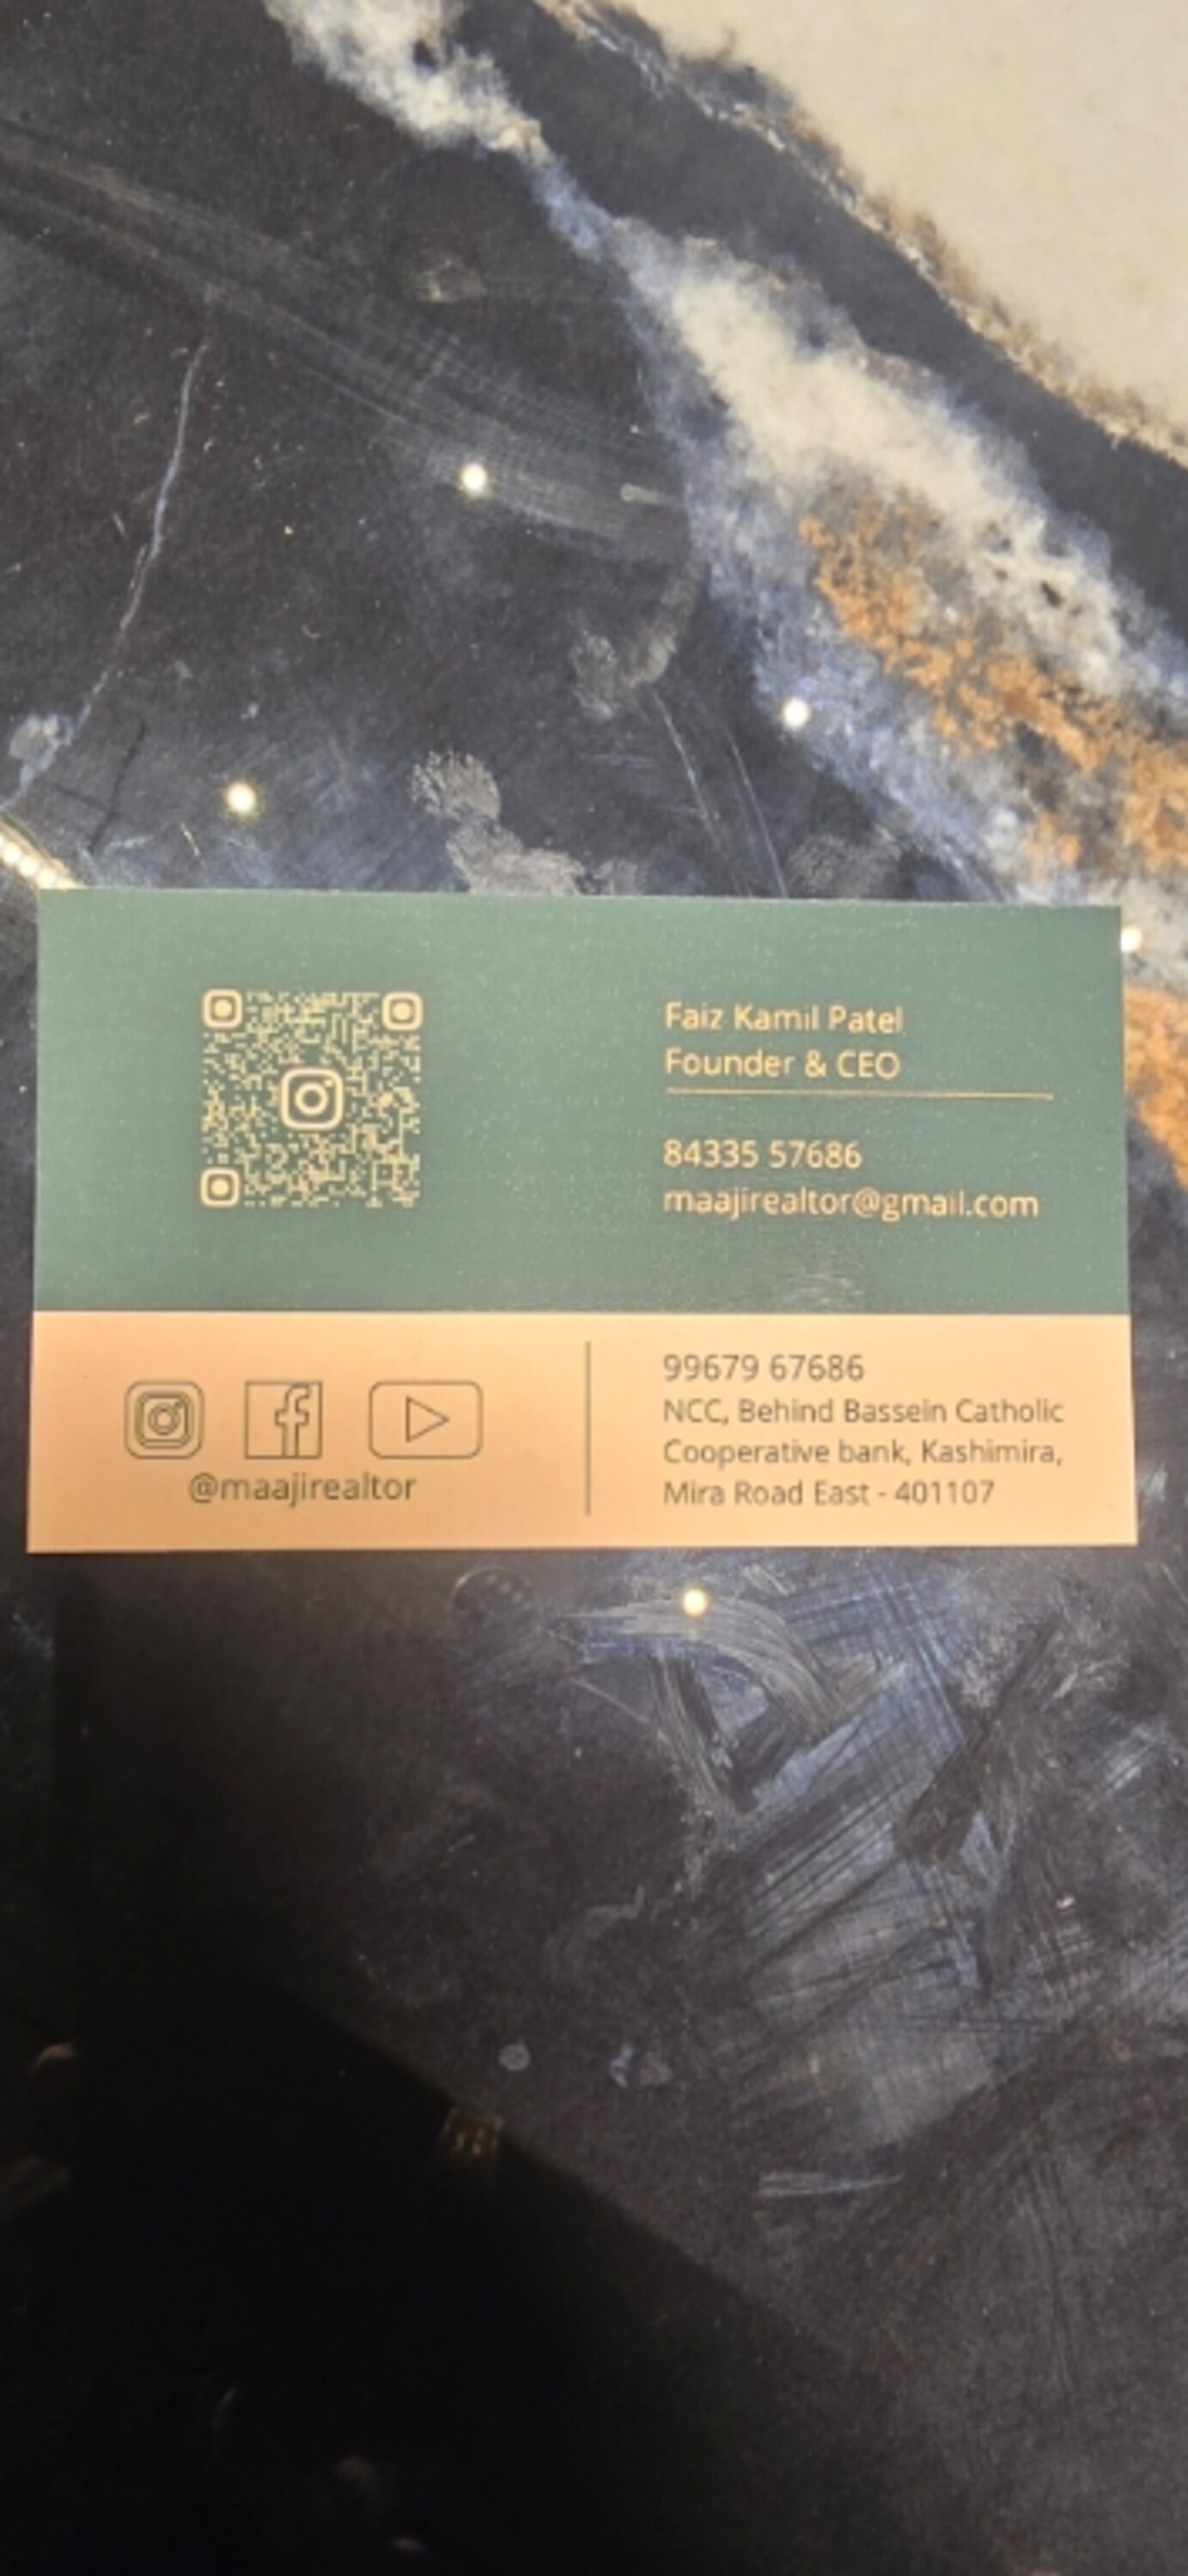 Faiz Kamil Patel
Founder & CEO
84335 57686
maajirealtor@gmail.com
@maajirealtor
99679 67686
NCC, Behind Bassein Catholic
Cooperative bank, Kashimira,
Mira Road East - 401107